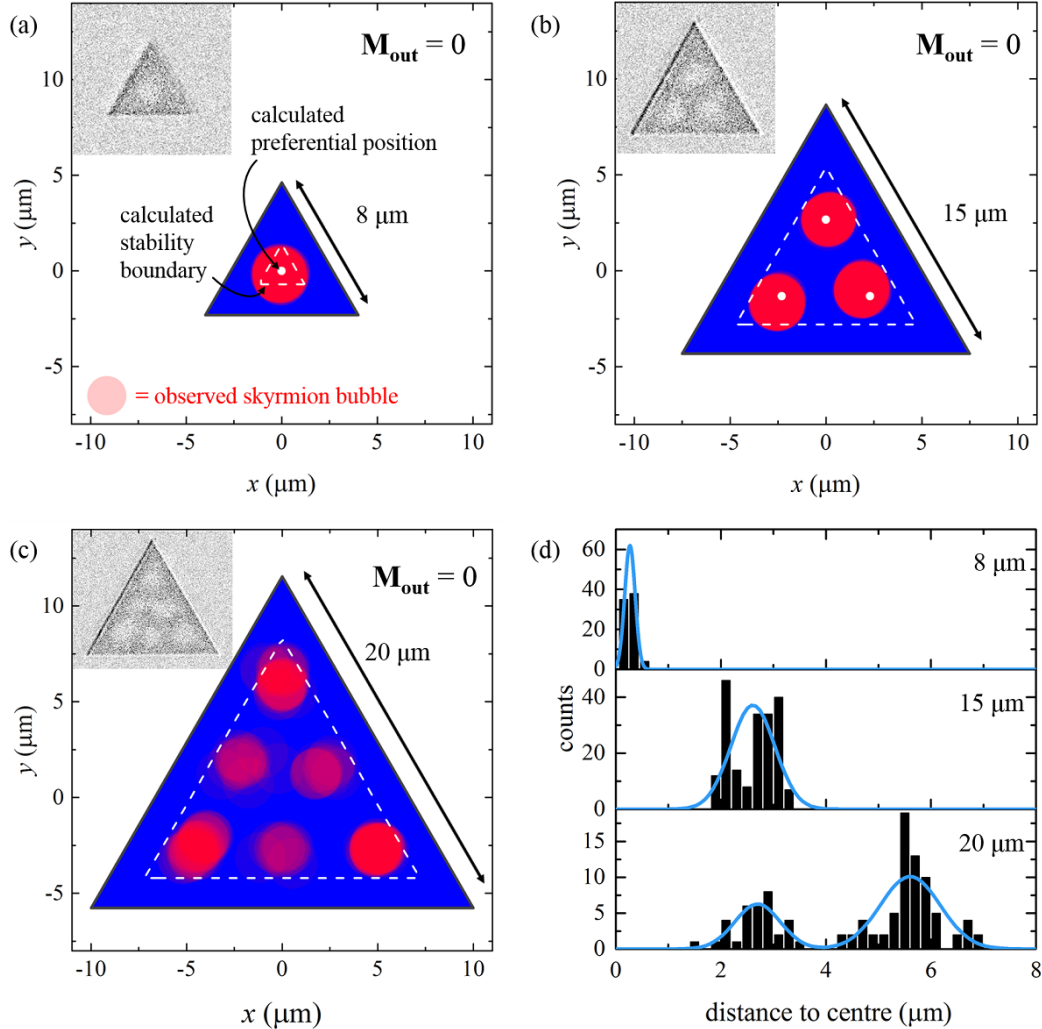 (a)
M_out = 0
calculated
preferential position
calculated
stability
boundary
8 µm
= observed skyrmion bubble
10
5
0
-5
y (µm)
-10 -5 0 5 10
x (µm)
(b)
M_out = 0
15 µm
10
5
0
-5
y (µm)
-10 -5 0 5 10
x (µm)
(c)
M_out = 0
20 µm
10
5
0
-5
y (µm)
-10 -5 0 5 10
x (µm)
(d)
8 µm
60
40
20
0
15 µm
40
20
0
20 µm
15
10
5
0
counts
0 2 4 6 8
distance to centre (µm)